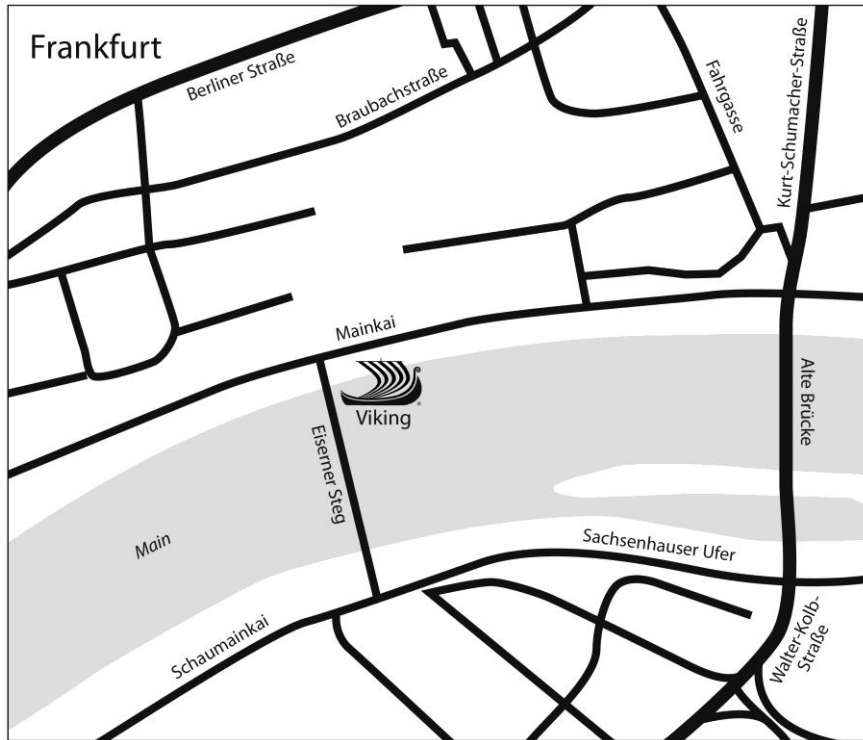 Frankfurt
Berliner Straße
Braubachstraße
Fahrgasse
Kurt-Schumacher-Straße
Mainkai
Viking
Alte Brücke
Eiserner Steg
Main
Sachsenhauser Ufer
Schaumainkai
Walter-Kolb-
Straße